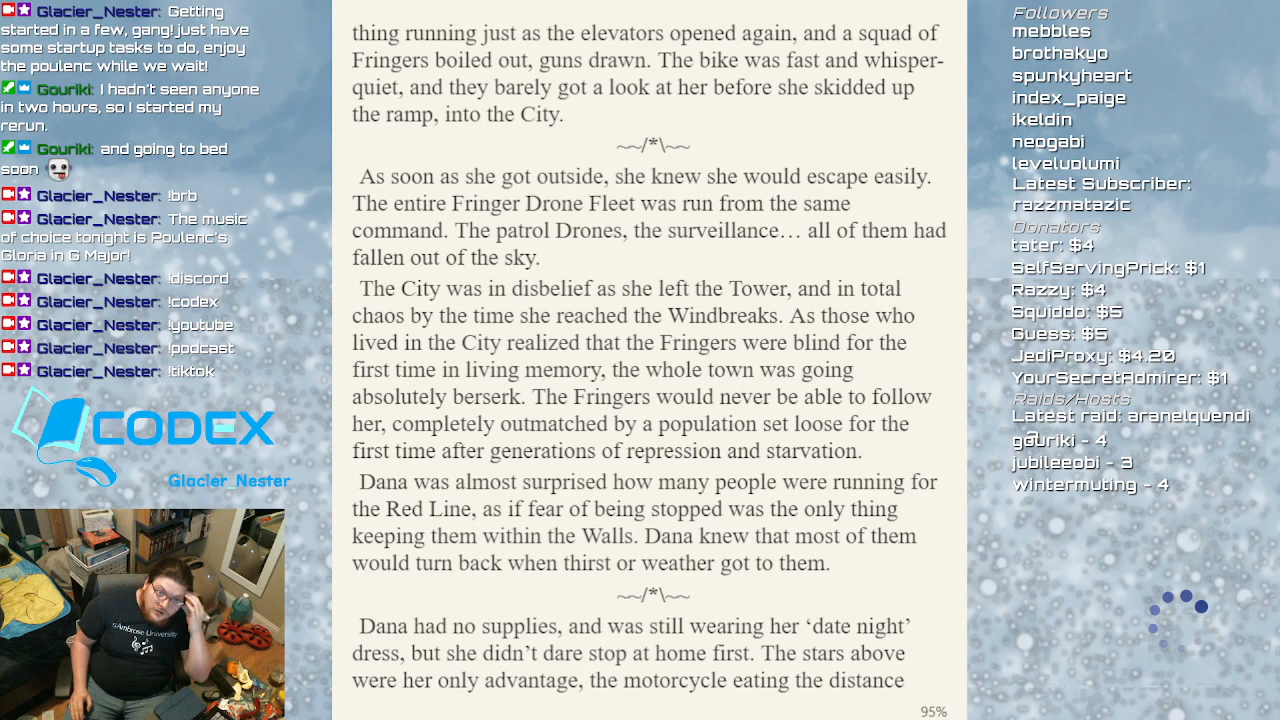 Glacier_Nester: Getting
started in a few, gang! just have
some startup tasks to do, enjoy
the poulenc while we wait!
Gouriki: I hadn't seen anyone
in two hours, so I started my
rerun.
Gouriki: and going to bed
soon
Glacier_Nester: !brb
Glacier_Nester: The music
of choice tonight is Poulenc's
Gloria in G Major!
Glacier_Nester: !discord
Glacier_Nester: !codex
Glacier_Nester: !youtube
Glacier_Nester: !podcast
Glacier_Nester: !tiktok
CODEX
Glacier_Nester
Ambrose University
thing running just as the elevators opened again, and a squad of
Fringers boiled out, guns drawn. The bike was fast and whisper-
quiet, and they barely got a look at her before she skidded up
the ramp, into the City.
~~/*\~~
As soon as she got outside, she knew she would escape easily.
The entire Fringer Drone Fleet was run from the same
command. The patrol Drones, the surveillance… all of them had
fallen out of the sky.
The City was in disbelief as she left the Tower, and in total
chaos by the time she reached the Windbreaks. As those who
lived in the City realized that the Fringers were blind for the
first time in living memory, the whole town was going
absolutely berserk. The Fringers would never be able to follow
her, completely outmatched by a population set loose for the
first time after generations of repression and starvation.
Dana was almost surprised how many people were running for
the Red Line, as if fear of being stopped was the only thing
keeping them within the Walls. Dana knew that most of them
would turn back when thirst or weather got to them.
~~/*\~~
Dana had no supplies, and was still wearing her ‘date night’
dress, but she didn’t dare stop at home first. The stars above
were her only advantage, the motorcycle eating the distance
95%
Followers
mebbles
brothakyo
spunkyheart
index_paige
ikeldin
neogabi
leveluplumi
Latest Subscriber:
razzmatazic
Donators
tater: $4
SelfServingPrick: $1
Razzy: $4
Squiddo: $5
Guess: $5
JediProxy: $4.20
YourSecretAdmirer: $1
Raids/Hosts
Latest raid: aranelquendi
gouriki - 4
jubileeobi - 3
wintermuting - 4